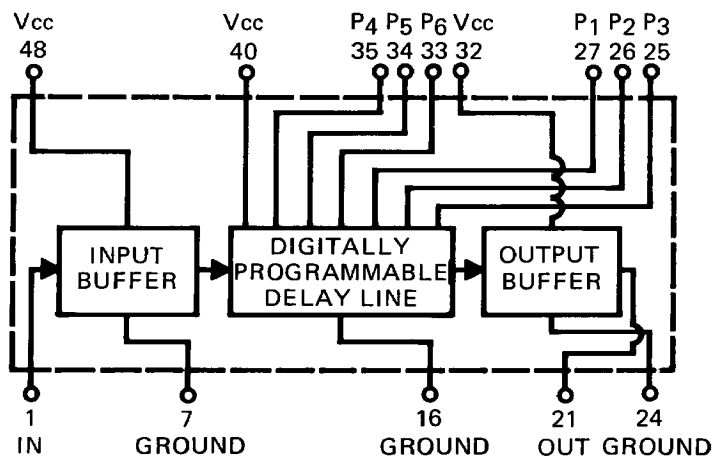 Vcc Vcc P4 P5 P6 Vcc P1 P2 P3
48 40 35 34 33 32 27 26 25
INPUT
BUFFER
DIGITALLY
PROGRAMMABLE
DELAY LINE
OUTPUT
BUFFER
1 7 16 21 24
IN GROUND GROUND OUT GROUND